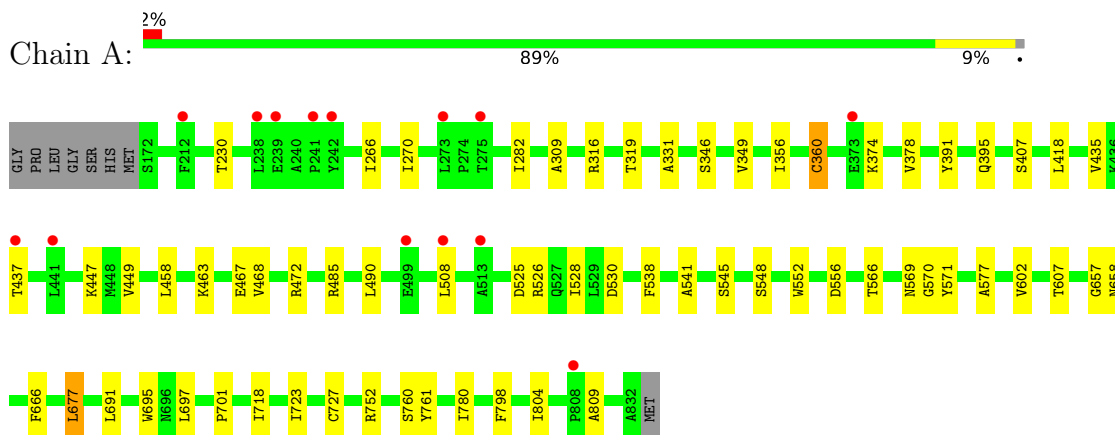 2%
Chain A:
89% 9% •
GLY PRO LEU GLY SER HIS MET S172 F212 T230 L238 E239 A240 P241 Y242 I266 I270 L273 P274 T275 I282 A309 R316 T319 A331 S346 V349 I356 C360 E373 K374 V378 Y391 Q395 S407 L418 V435 K436
T437 L441 K447 M448 V449 L458 K463 E467 V468 R472 R485 L490 E499 L508 A513 D525 R526 Q527 I528 L529 D530 F538 A541 S545 S548 W552 D556 T566 N569 G570 Y571 A577 V602 T607 G657 N658
F666 L677 L691 W695 N696 L697 P701 I718 I723 C727 R752 S760 Y761 I780 F798 I804 P808 A809 A832 MET